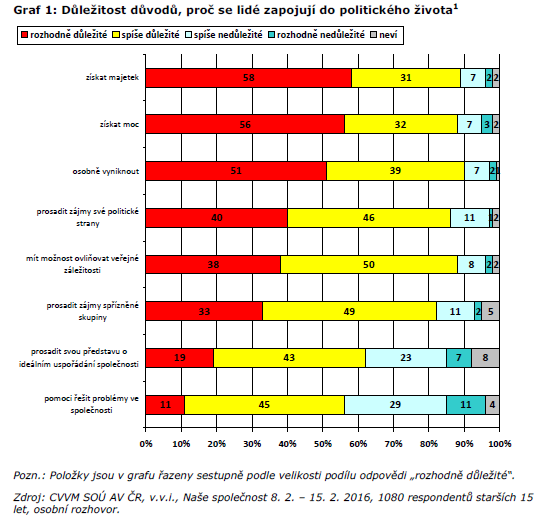 Graf 1: Důležitost důvodů, proč se lidé zapojují do politického života1
rozhodně důležité spíše důležité spíše nedůležité rozhodně nedůležité neví
získat majetek 58 31 7 2 2
získat moc 56 32 7 3 2
osobně vyniknout 51 39 7 2 1
prosadit zájmy své politické
strany 40 46 11 1 2
mít možnost ovlińovat veřejné
záležitosti 38 50 8 2 2
prosadit zájmy spřízněné
skupiny 33 49 11 2 5
prosadit svou představu o
ideálním uspořádání společnosti 19 43 23 7 8
pomoci řešit problémy ve
společnosti 11 45 29 11 4
0% 10% 20% 30% 40% 50% 60% 70% 80% 90% 100%
Pozn.: Položky jsou v grafu řazeny sestupně podle velikosti podílu odpovědi „rozhodně důležité“.
Zdroj: CVVM SOÚ AV ČR, v.v.i., Naše společnost 8. 2. – 15. 2. 2016, 1080 respondentů starších 15
let, osobní rozhovor.